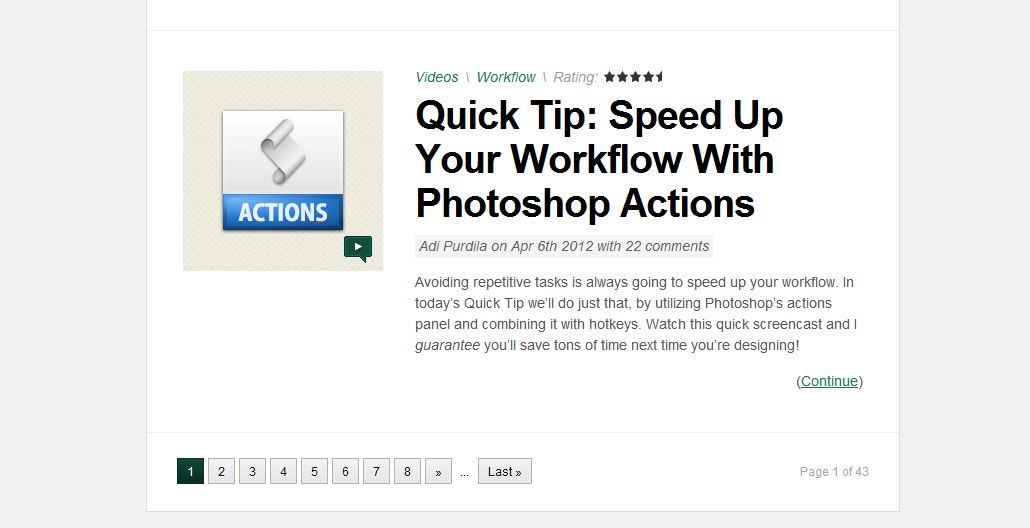 Videos \ Workflow \ Rating:
Quick Tip: Speed Up
Your Workflow With
Photoshop Actions
ACTIONS
Adi Purdila on Apr 6th 2012 with 22 comments
Avoiding repetitive tasks is always going to speed up your workflow. In
today’s Quick Tip we’ll do just that, by utilizing Photoshop’s actions
panel and combining it with hotkeys. Watch this quick screencast and I
guarantee you’ll save tons of time next time you’re designing!
(Continue)
1 2 3 4 5 6 7 8 » ... Last » Page 1 of 43